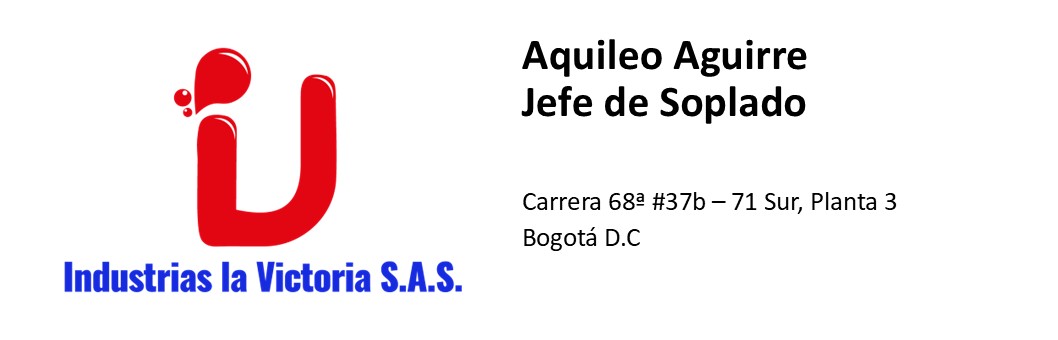 Aquileo Aguirre
Jefe de Soplado
Carrera 68ª #37b – 71 Sur, Planta 3
Bogotá D.C
Industrias la Victoria S.A.S.